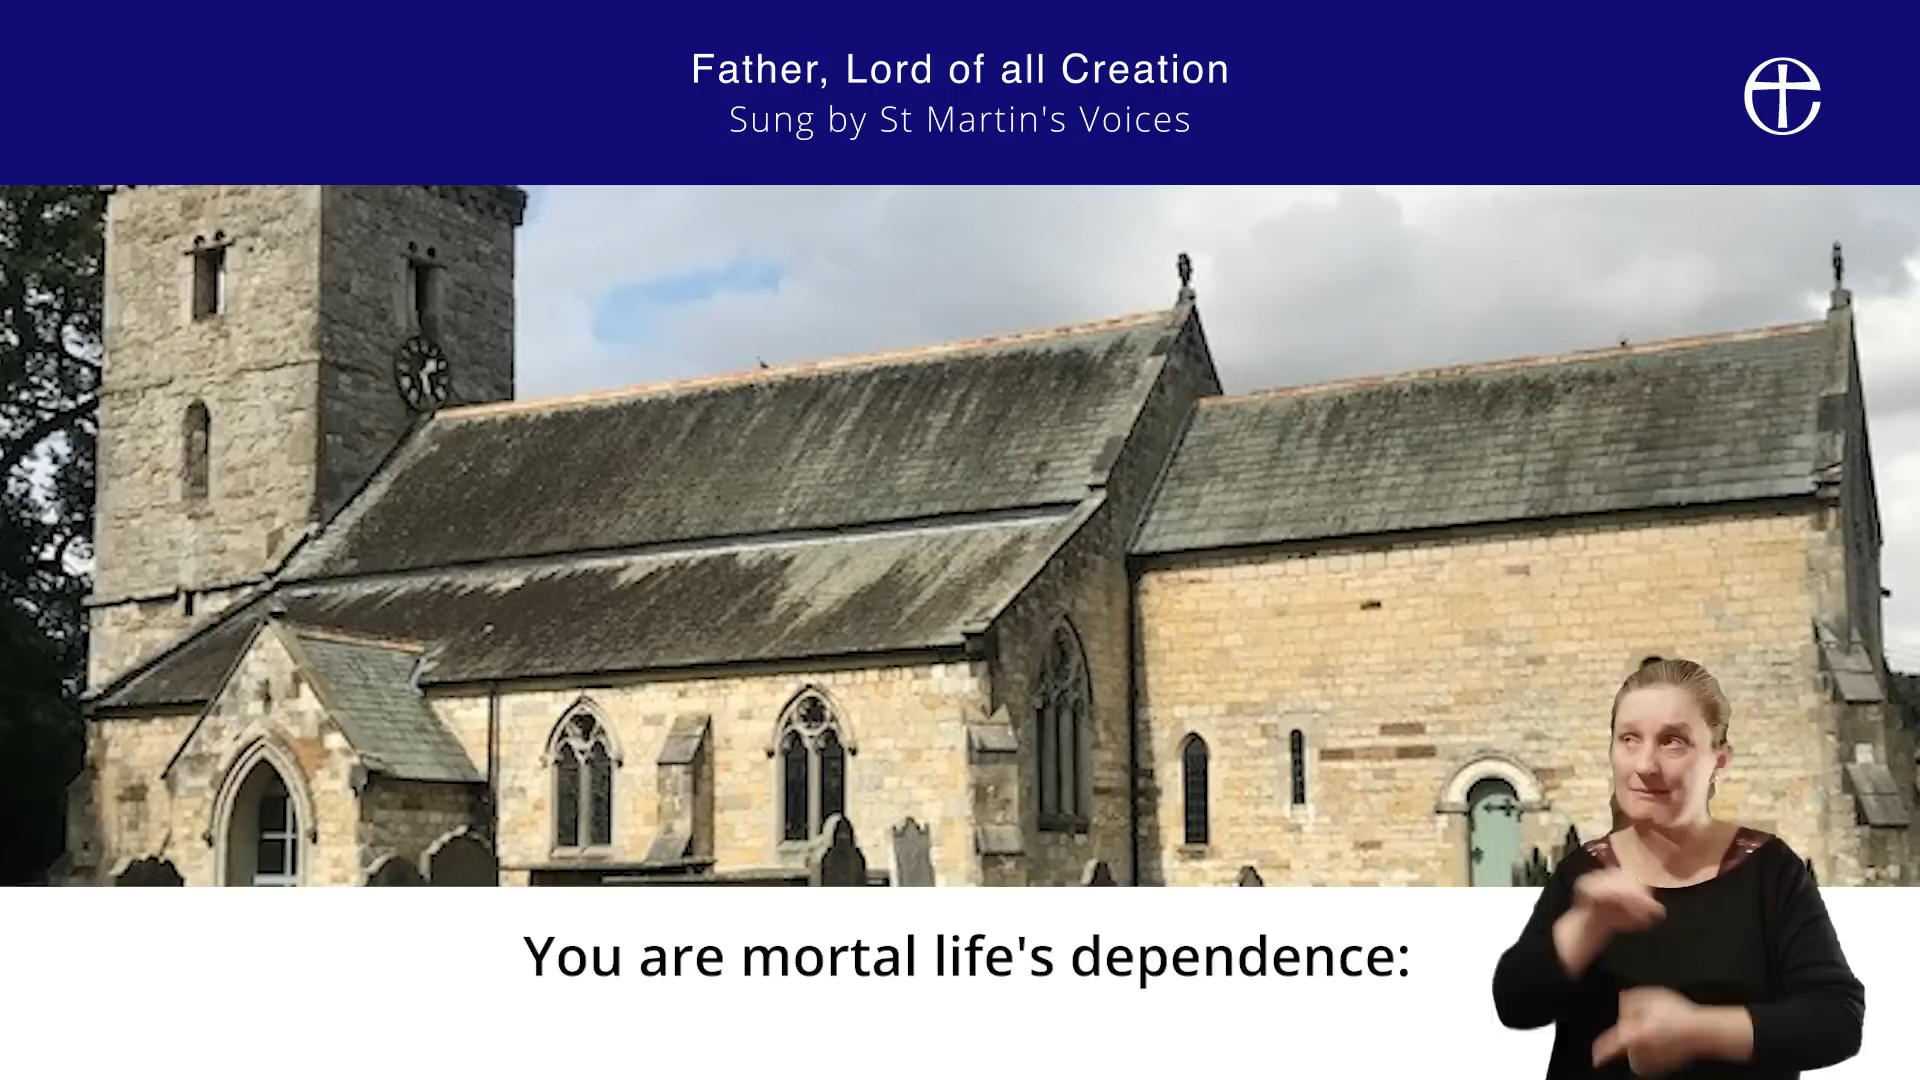 Father, Lord of all Creation
Sung by St Martin's Voices
You are mortal life's dependence: